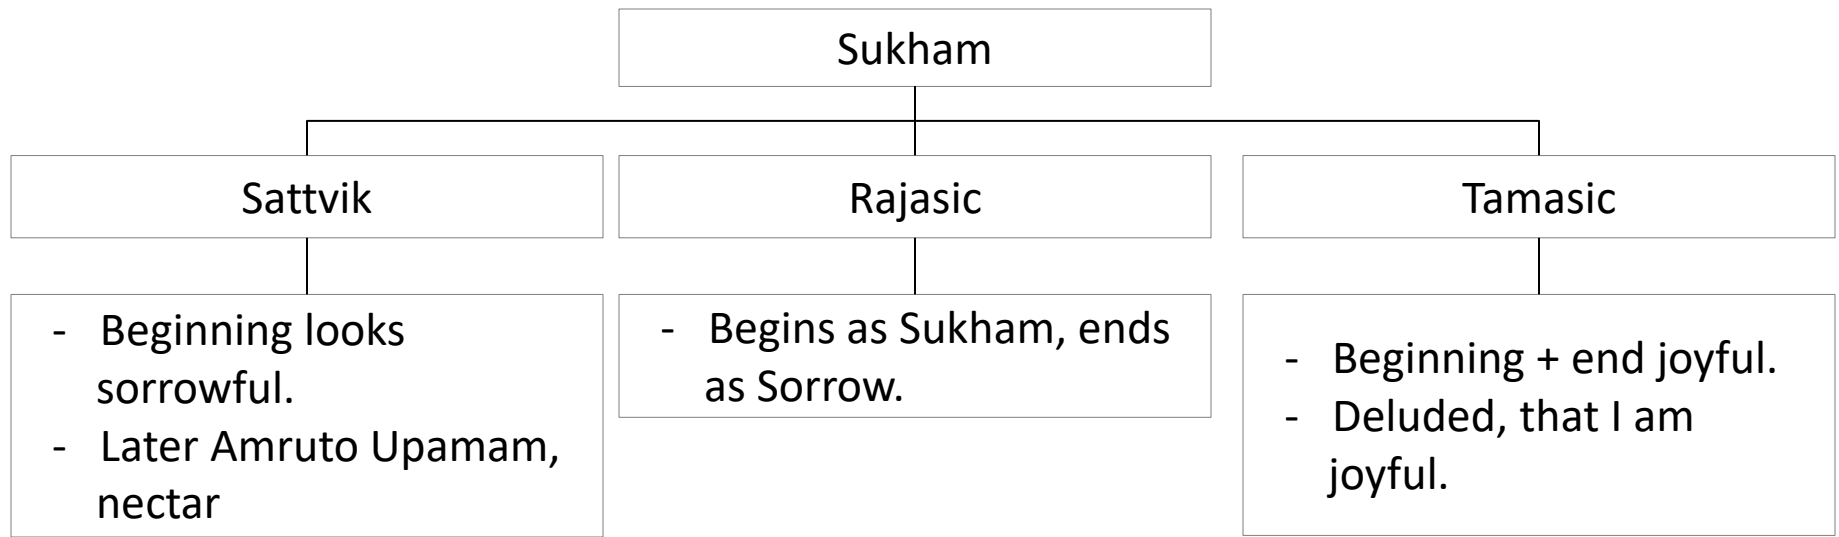 Sukham
Sattvik
Rajasic
Tamasic
- Beginning looks
sorrowful.
- Later Amruto Upamam,
nectar
- Begins as Sukham, ends
as Sorrow.
- Beginning + end joyful.
- Deluded, that I am
joyful.